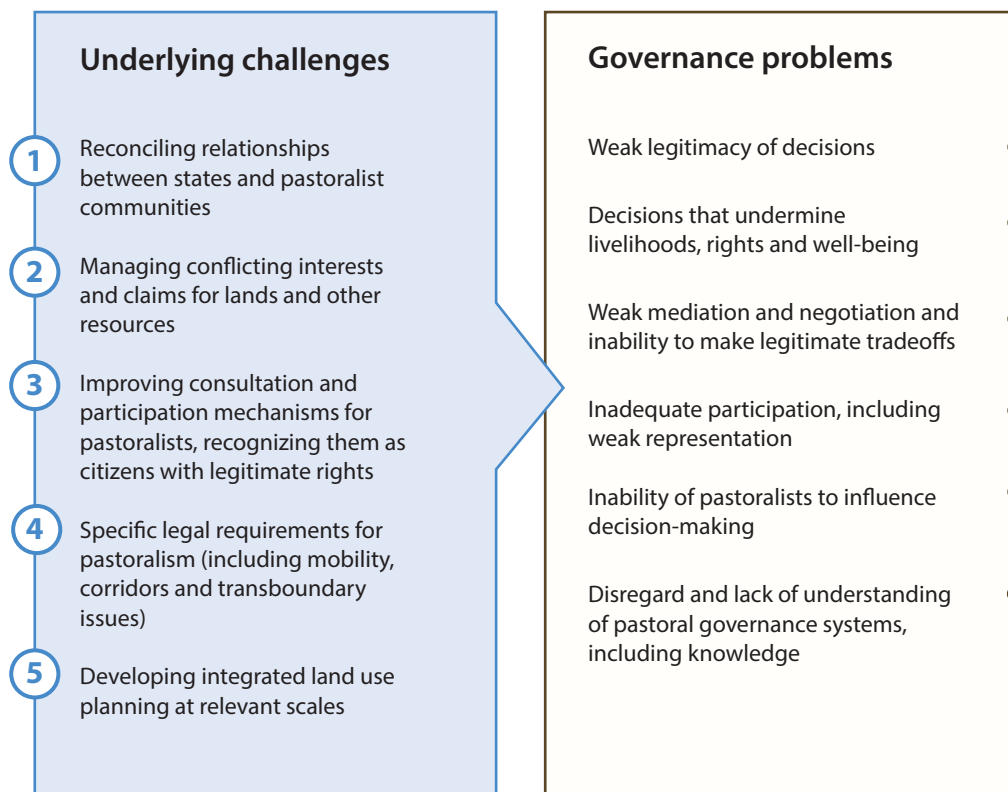 Underlying challenges
1
Reconciling relationships
between states and pastoralist
communities
2
Managing conflicting interests
and claims for lands and other
resources
3
Improving consultation and
participation mechanisms for
pastoralists, recognizing them as
citizens with legitimate rights
4
Specific legal requirements for
pastoralism (including mobility,
corridors and transboundary
issues)
5
Developing integrated land use
planning at relevant scales
Governance problems
Weak legitimacy of decisions
Decisions that undermine
livelihoods, rights and well-being
Weak mediation and negotiation and
inability to make legitimate tradeoffs
Inadequate participation, including
weak representation
Inability of pastoralists to influence
decision-making
Disregard and lack of understanding
of pastoral governance systems,
including knowledge